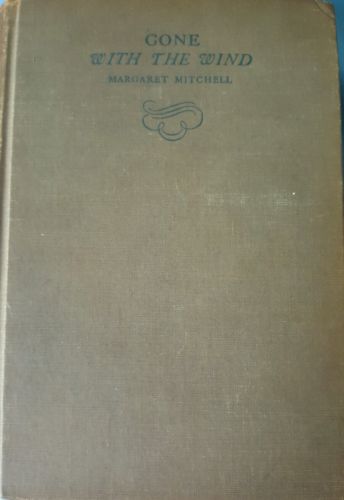 GONE
WITH THE WIND
MARGARET MITCHELL